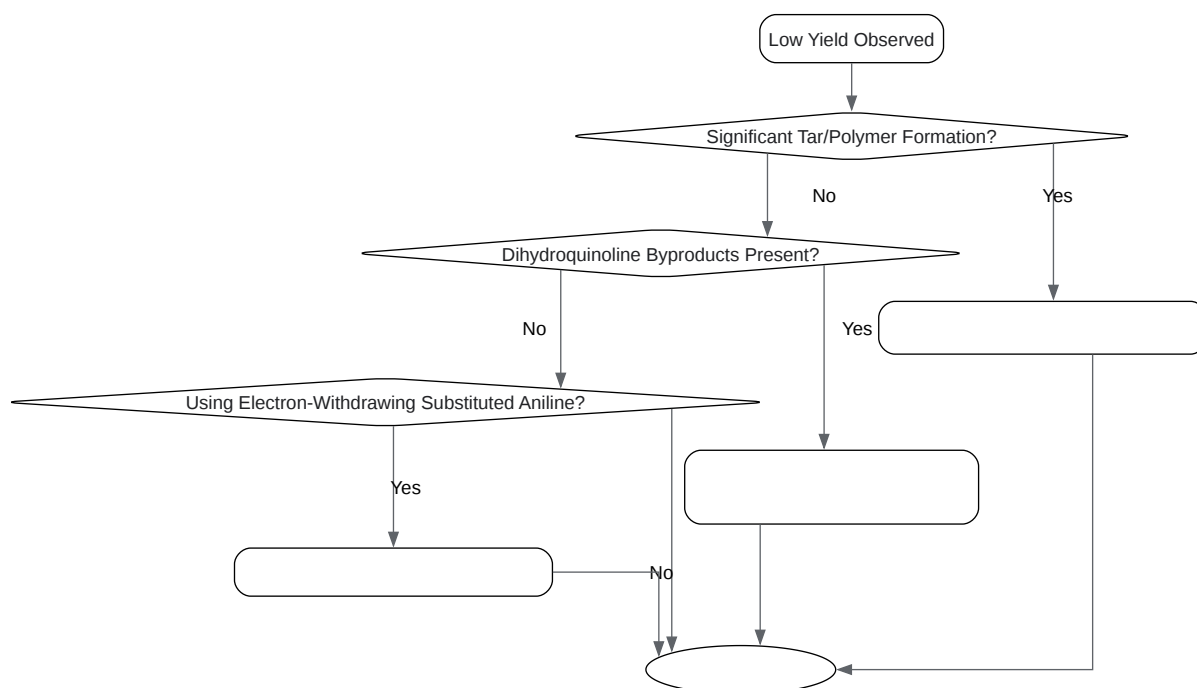 Low Yield Observed
Significant Tar/Polymer Formation?
No
Yes
Dihydroquinoline Byproducts Present?
No
Yes
Using Electron-Withdrawing Substituted Aniline?
Yes
No